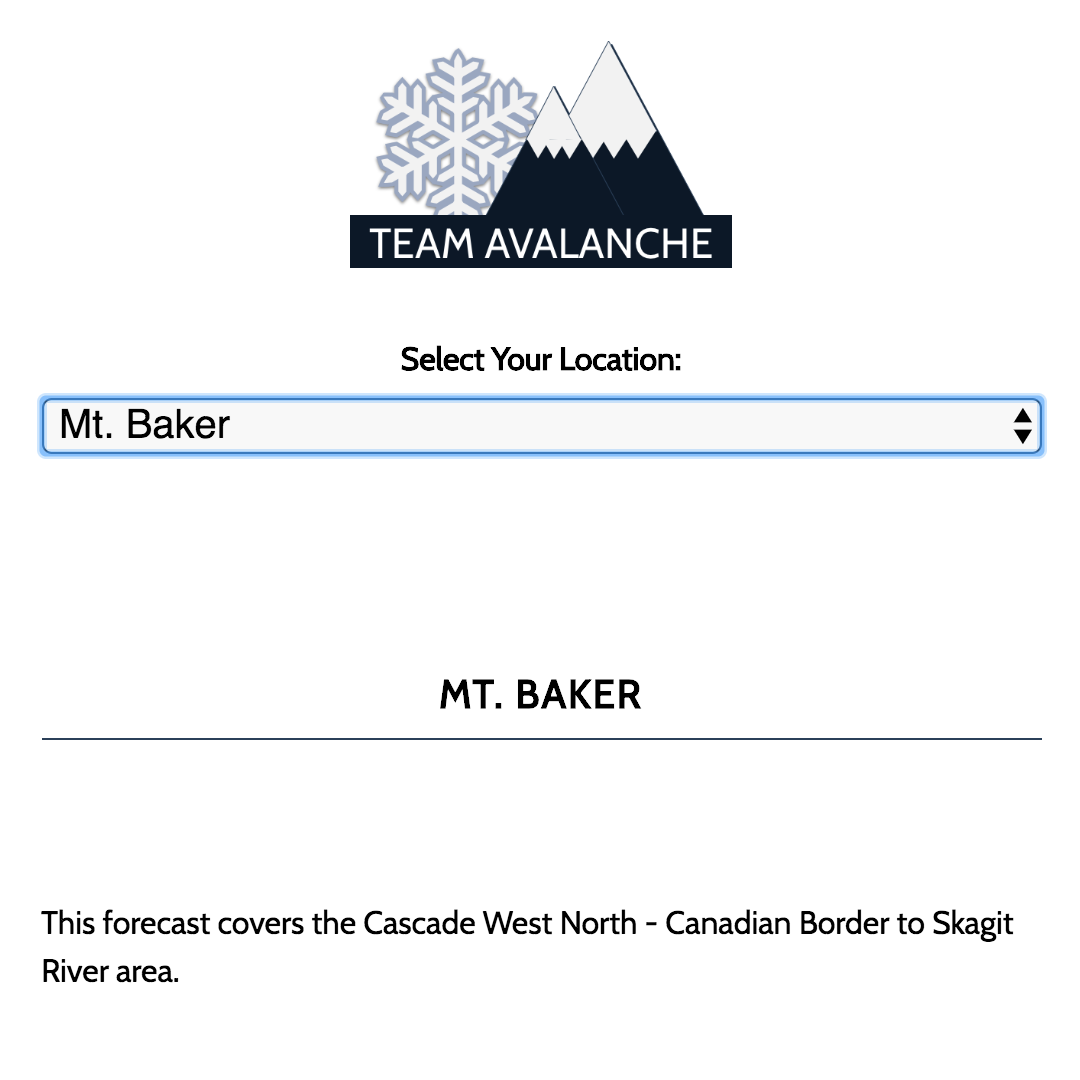 TEAM AVALANCHE
Select Your Location:
Mt. Baker
MT. BAKER
This forecast covers the Cascade West North - Canadian Border to Skagit
River area.